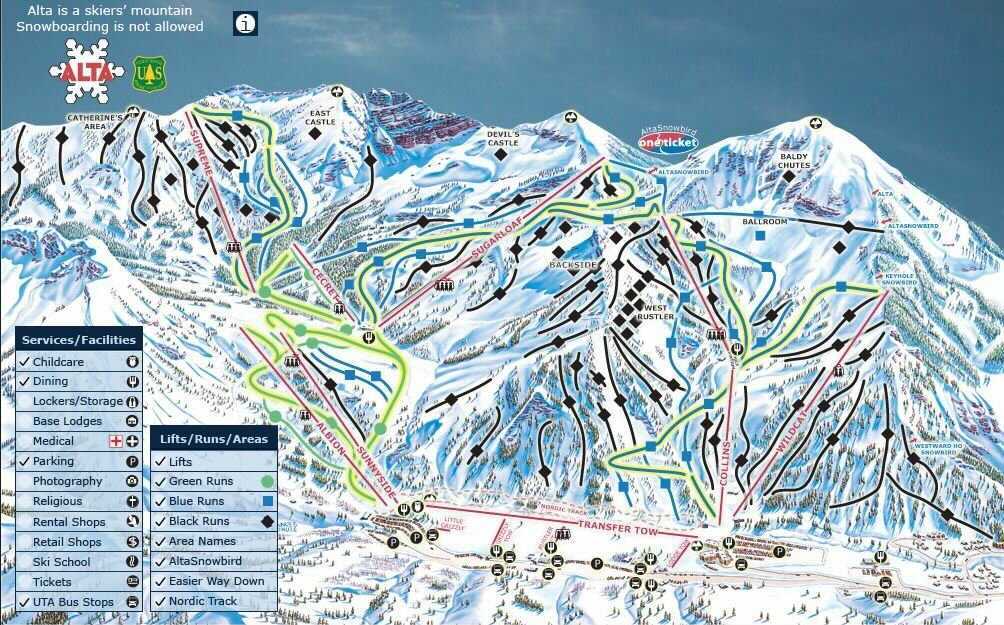 Alta is a skiers' mountain
Snowboarding is not allowed
i
ALTA
UAS
CATHERINE'S
AREA
SUPREME
EAST
CASTLE
DEVIL'S
CASTLE
AltaSnowbird
one ticket
ALTASNOWBIRD
BALDY
CHUTES
ALTA
ALTASNOWBIRD
BALLROOM
SUGARLOAF
CECRET
BACKSIDE
KEYHOLE
SNOWBIRD
WEST
RUSTLER
ALBION
SUNNYSIDE
COLLINS
WILDCAT
WESTWARD HO
SNOWBIRD
NORDIC TRACK
TRANSFER TOW
LITTLE
GRIZZLY
Services/Facilities
Childcare
Dining
Lockers/Storage
Base Lodges
Medical
Parking
P
Photography
Religious
Rental Shops
Retail Shops
$
Ski School
Tickets
UTA Bus Stops
Lifts/Runs/Areas
Lifts
Green Runs
Blue Runs
Black Runs
Area Names
AltaSnowbird
Easier Way Down
Nordic Track
P
P
P
P